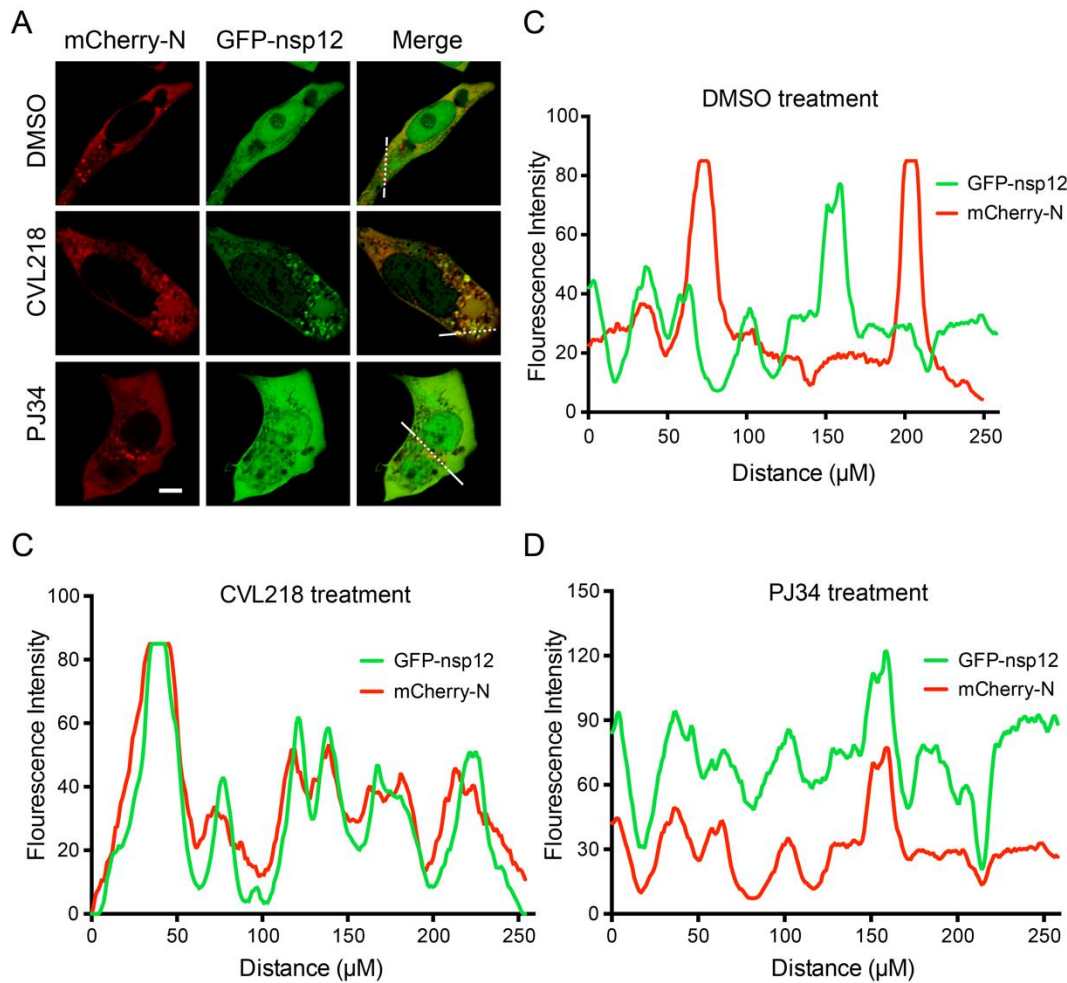 A
mCherry-N GFP-nsp12 Merge
DMSO
CVL218
PJ34
C
DMSO treatment
GFP-nsp12
mCherry-N
Flourescence Intensity
100
80
60
40
20
0
0 50 100 150 200 250
Distance (µM)
C
CVL218 treatment
GFP-nsp12
mCherry-N
Flourescence Intensity
100
80
60
40
20
0
0 50 100 150 200 250
Distance (µM)
D
PJ34 treatment
GFP-nsp12
mCherry-N
Flourescence Intensity
150
120
90
60
30
0
0 50 100 150 200 250
Distance (µM)